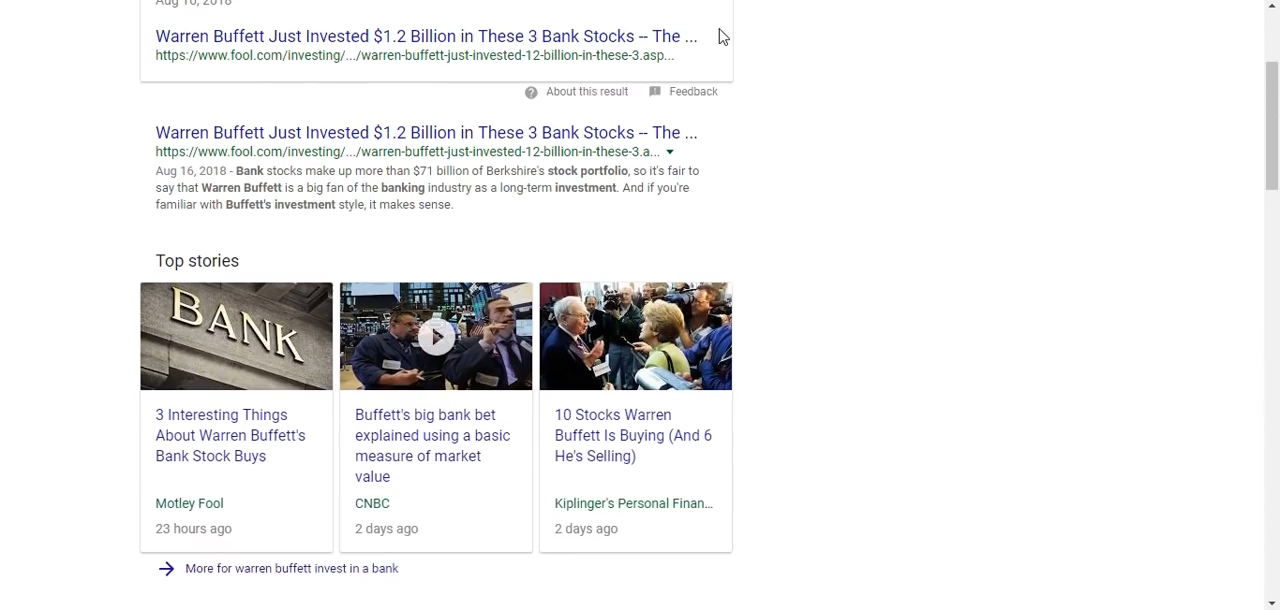 Aug 16, 2018
Warren Buffett Just Invested $1.2 Billion in These 3 Bank Stocks -- The ...
https://www.fool.com/investing/.../warren-buffett-just-invested-12-billion-in-these-3.asp...
About this result Feedback
Warren Buffett Just Invested $1.2 Billion in These 3 Bank Stocks -- The ...
https://www.fool.com/investing/.../warren-buffett-just-invested-12-billion-in-these-3.a...
Aug 16, 2018 - Bank stocks make up more than $71 billion of Berkshire's stock portfolio, so it's fair to
say that Warren Buffett is a big fan of the banking industry as a long-term investment. And if you're
familiar with Buffett's investment style, it makes sense.
Top stories
BANK
3 Interesting Things
About Warren Buffett's
Bank Stock Buys
Motley Fool
23 hours ago
Buffett's big bank bet
explained using a basic
measure of market
value
CNBC
2 days ago
10 Stocks Warren
Buffett Is Buying (And 6
He's Selling)
Kiplinger's Personal Finan...
2 days ago
More for warren buffett invest in a bank